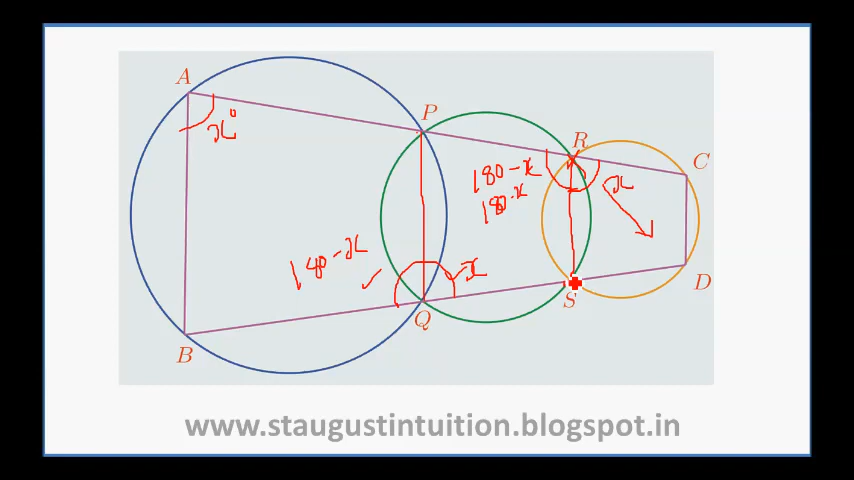 A
P
x°
R
C
180-x
180-x
x
180-x
x
D
S
Q
B
www.staugustintuition.blogspot.in